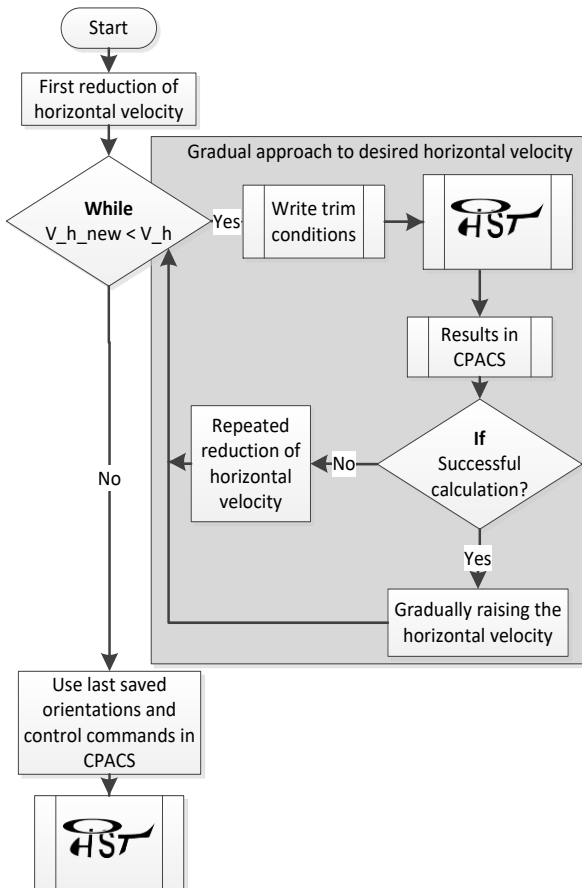 Start
First reduction of
horizontal velocity
Gradual approach to desired horizontal velocity
While
V_h_new < V_h
Yes
Write trim
conditions
HST
Results in
CPACS
If
Successful
calculation?
No
Repeated
reduction of
horizontal
velocity
Yes
Gradually raising the
horizontal velocity
No
Use last saved
orientations and
control commands in
CPACS
HST